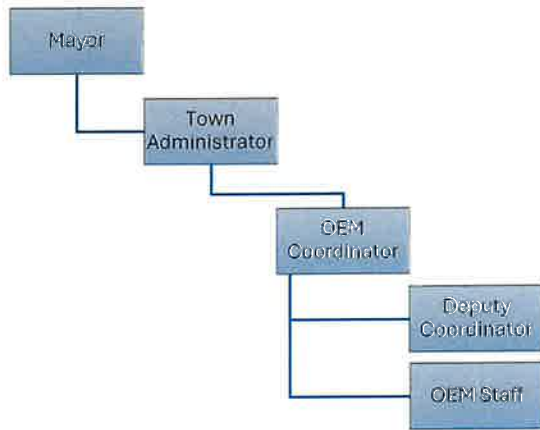 Mayor
Town
Administrator
OEM
Coordinator
Deputy
Coordinator
OEM Staff